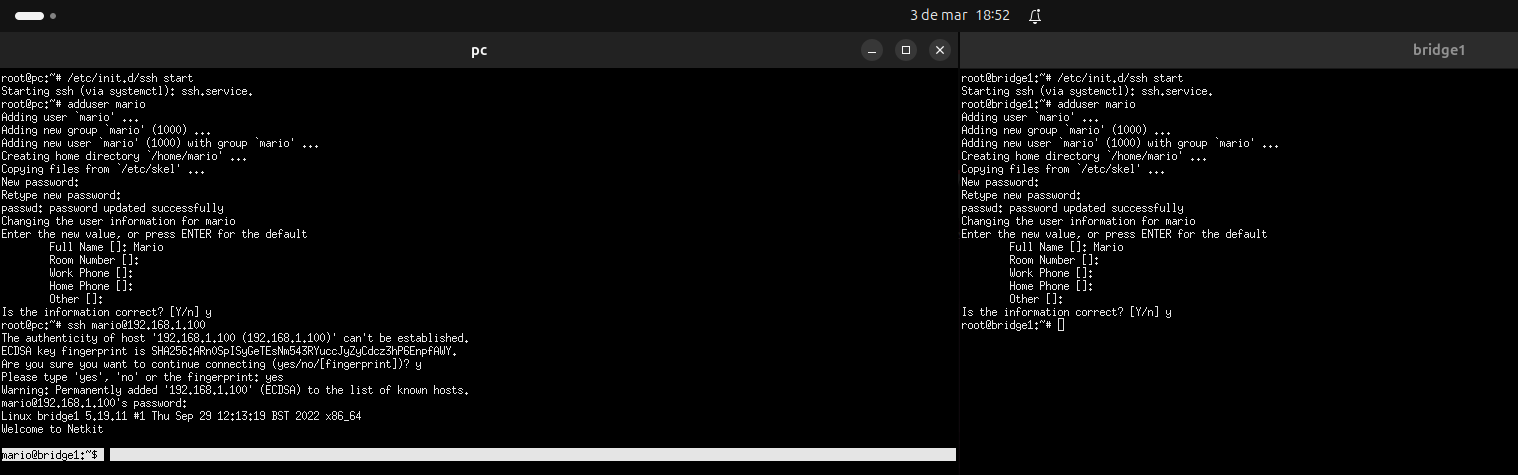 3 de mar 18:52
pc
root@pc:~# /etc/init.d/ssh start
Starting ssh (via systemctl): ssh.service.
root@pc:~# adduser mario
Adding user `mario' ...
Adding new group `mario' (1000) ...
Adding new user `mario' (1000) with group `mario' ...
Creating home directory `/home/mario' ...
Copying files from `/etc/skel' ...
New password:
Retype new password:
passwd: password updated successfully
Changing the user information for mario
Enter the new value, or press ENTER for the default
Full Name []: Mario
Room Number []:
Work Phone []:
Home Phone []:
Other []:
Is the information correct? [Y/n] y
root@pc:~# ssh mario@192.168.1.100
The authenticity of host '192.168.1.100 (192.168.1.100)' can't be established.
ECDSA key fingerprint is SHA256:ARn0SpISyGeTEsNm543RYuccJyZyCdcz3hP6EnpfAWY.
Are you sure you want to continue connecting (yes/no/[fingerprint])? y
Please type 'yes', 'no' or the fingerprint: yes
Warning: Permanently added '192.168.1.100' (ECDSA) to the list of known hosts.
mario@192.168.1.100's password:
Linux bridge1 5.19.11 #1 Thu Sep 29 12:13:19 BST 2022 x86_64
Welcome to Netkit
mario@bridge1:~$
bridge1
root@bridge1:~# /etc/init.d/ssh start
Starting ssh (via systemctl): ssh.service.
root@bridge1:~# adduser mario
Adding user `mario' ...
Adding new group `mario' (1000) ...
Adding new user `mario' (1000) with group `mario' ...
Creating home directory `/home/mario' ...
Copying files from `/etc/skel' ...
New password:
Retype new password:
passwd: password updated successfully
Changing the user information for mario
Enter the new value, or press ENTER for the default
Full Name []: Mario
Room Number []:
Work Phone []:
Home Phone []:
Other []:
Is the information correct? [Y/n] y
root@bridge1:~#